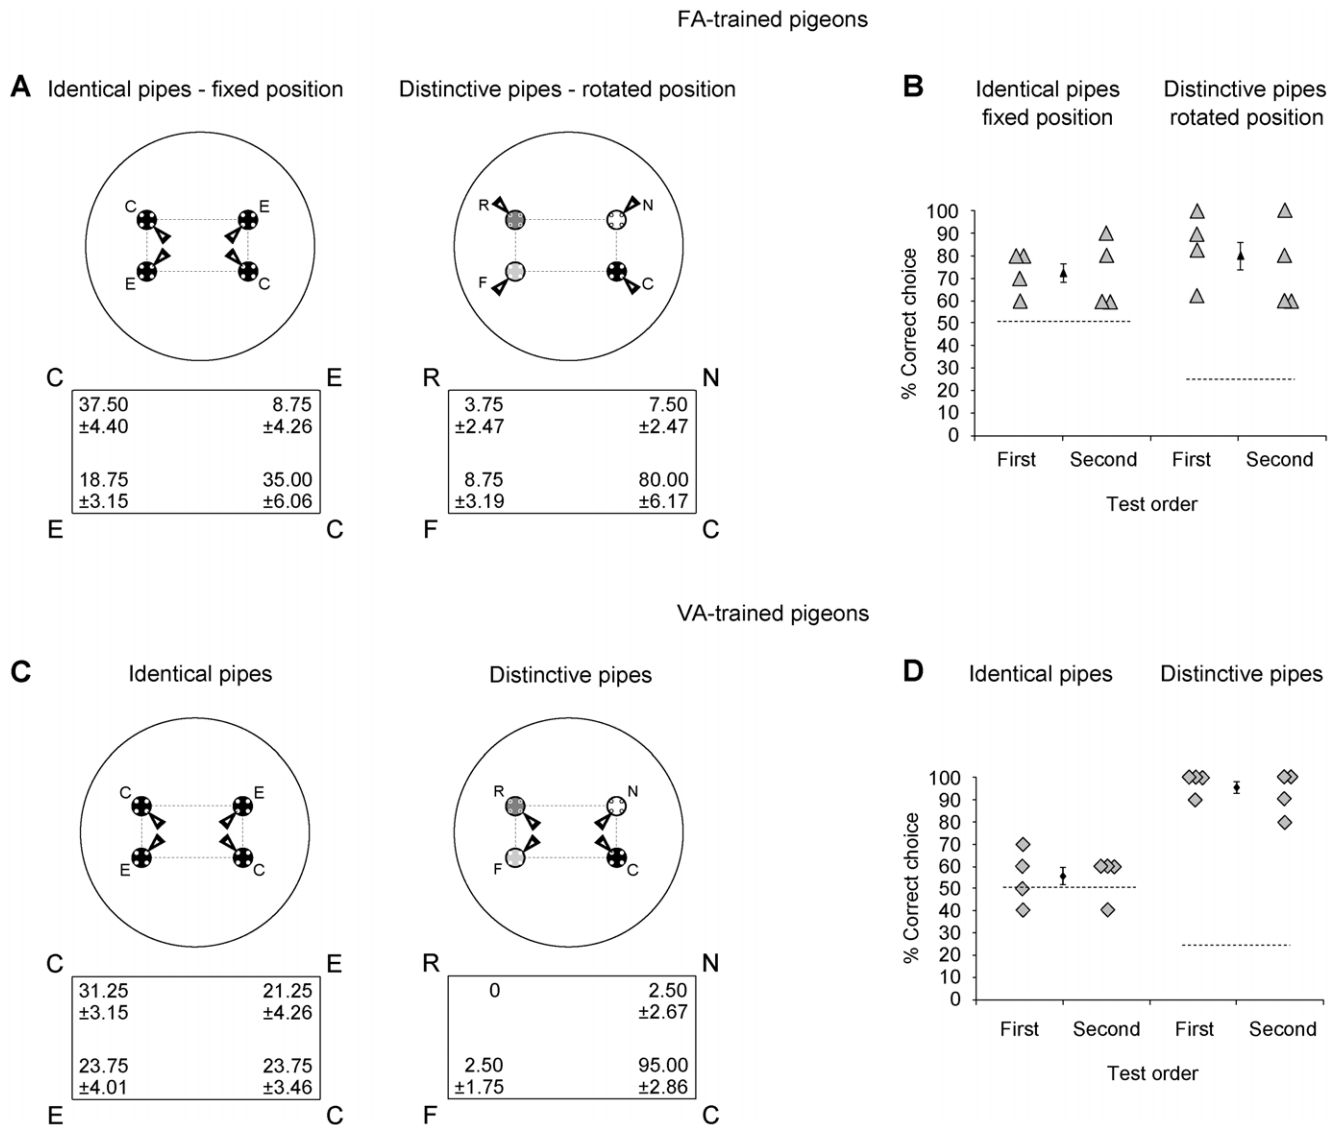 FA-trained pigeons
A Identical pipes - fixed position
Distinctive pipes - rotated position
C
E
E
C
R
N
F
C
C E
37.50 8.75
±4.40 ±4.26
18.75 35.00
±3.15 ±6.06
E C
R N
3.75 7.50
±2.47 ±2.47
8.75 80.00
±3.19 ±6.17
F C
B
Identical pipes
fixed position
Distinctive pipes
rotated position
% Correct choice
100
90
80
70
60
50
40
30
20
10
0
First Second First Second
Test order
VA-trained pigeons
C Identical pipes
Distinctive pipes
C
E
E
C
R
N
F
C
C E
31.25 21.25
±3.15 ±4.26
23.75 23.75
±4.01 ±3.46
E C
R N
0 2.50
±2.67
2.50 95.00
±1.75 ±2.86
F C
D Identical pipes Distinctive pipes
% Correct choice
100
90
80
70
60
50
40
30
20
10
0
First Second First Second
Test order